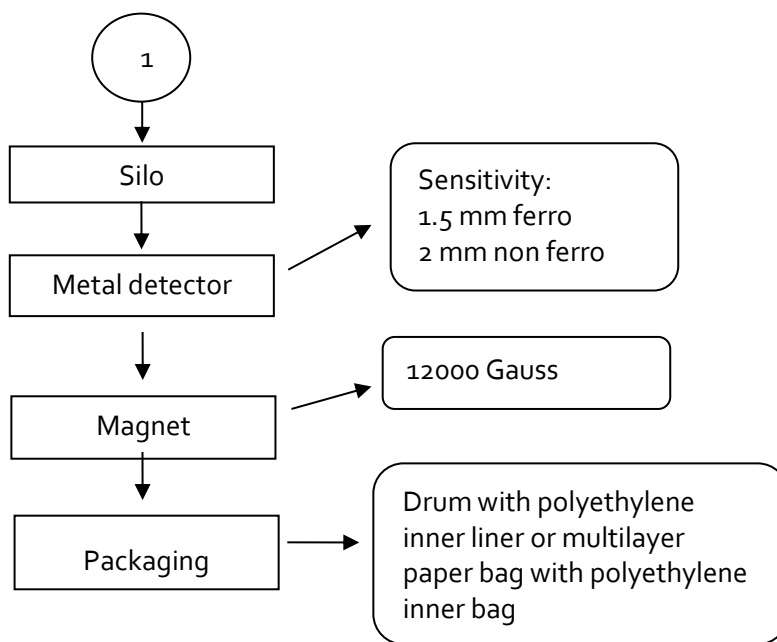 1
Silo
Sensitivity:
1.5 mm ferro
2 mm non ferro
Metal detector
12000 Gauss
Magnet
Drum with polyethylene
inner liner or multilayer
paper bag with polyethylene
inner bag
Packaging